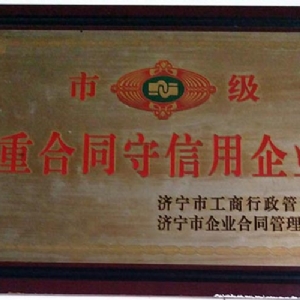 市 级
重合同守信用企业
济宁市工商行政管
济宁市企业合同管理